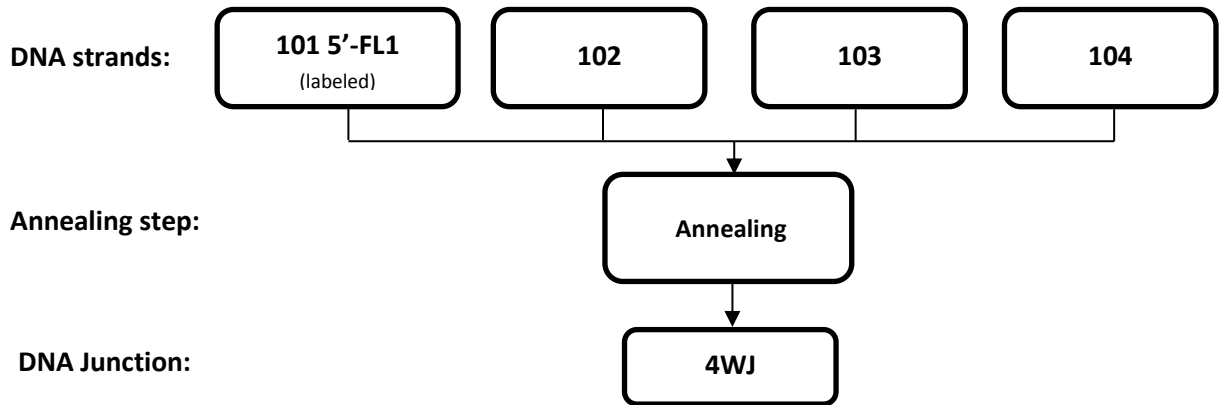 DNA strands:
101 5’-FL1
(labeled)
102
103
104
Annealing step:
Annealing
DNA Junction:
4WJ